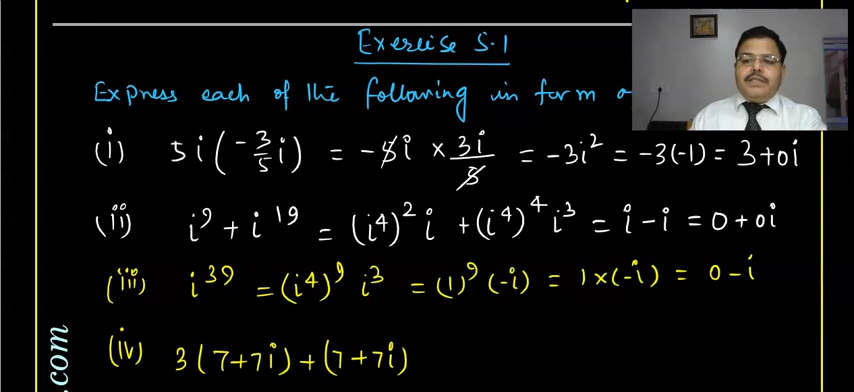 Exercise 5.1
Express each of the following in form a
(i) 5i(-3/5 i) = -5i × 3i/5 = -3i² = -3(-1) = 3+0i
(ii) i⁹ + i¹⁹ = (i⁴)² i + (i⁴)⁴ i³ = i - i = 0 + 0i
(iii) i³⁹ = (i⁴)⁹ i³ = (1)⁹ (-i) = 1 × (-i) = 0 - i
(iv) 3(7+7i) + (7+7i)
.com